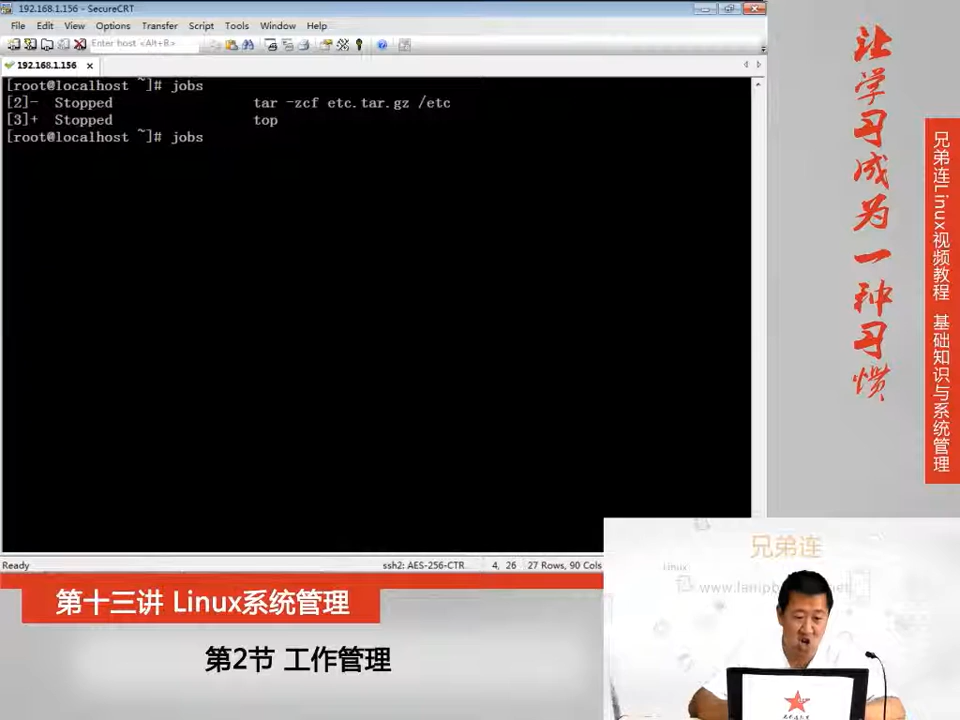 192.168.1.156 - SecureCRT
File Edit View Options Transfer Script Tools Window Help
Enter host <Alt+R>
192.168.1.156
[root@localhost ~]# jobs
[2]- Stopped tar -zcf etc.tar.gz /etc
[3]+ Stopped top
[root@localhost ~]# jobs
Ready ssh2: AES-256-CTR 4, 26 27 Rows, 90 Cols
让学习成为一种习惯
兄弟连Linux视频教程 基础知识与系统管理
第十三讲 Linux系统管理
第2节 工作管理
兄弟连
Linux